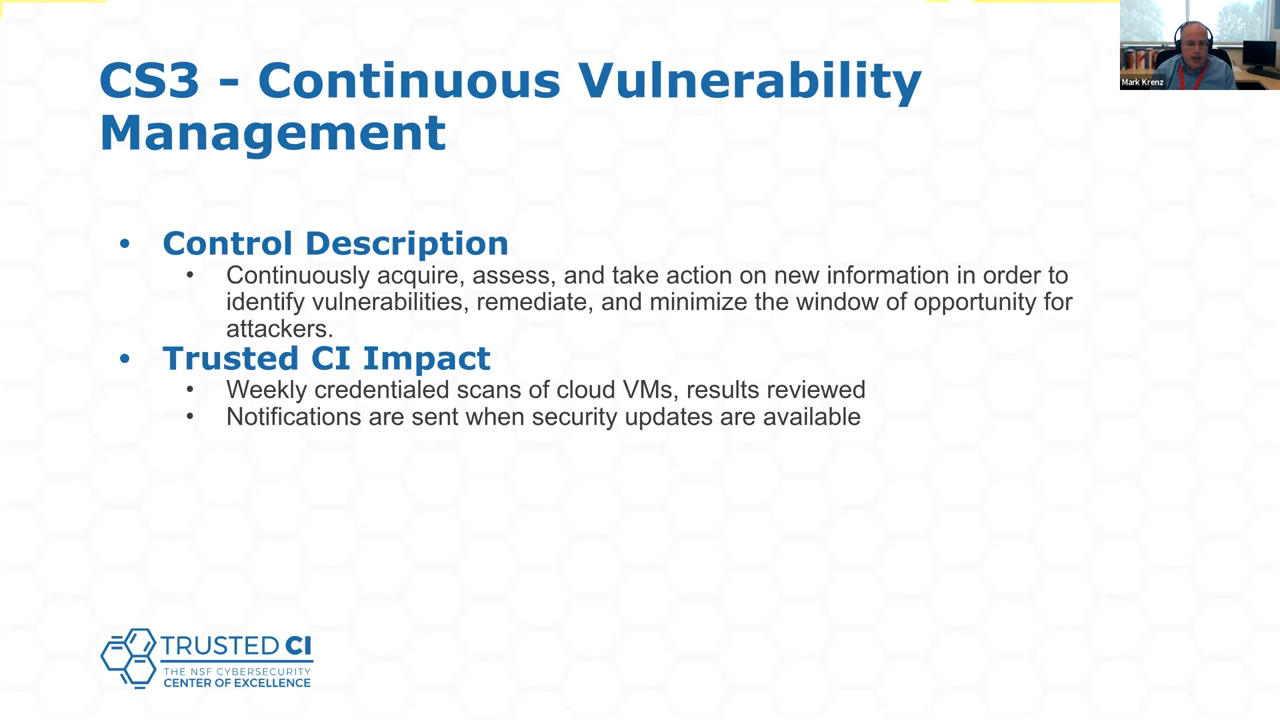 CS3 - Continuous Vulnerability
Management
Mark Krenz
• Control Description
• Continuously acquire, assess, and take action on new information in order to
identify vulnerabilities, remediate, and minimize the window of opportunity for
attackers.
• Trusted CI Impact
• Weekly credentialed scans of cloud VMs, results reviewed
• Notifications are sent when security updates are available
TRUSTED CI
THE NSF CYBERSECURITY
CENTER OF EXCELLENCE